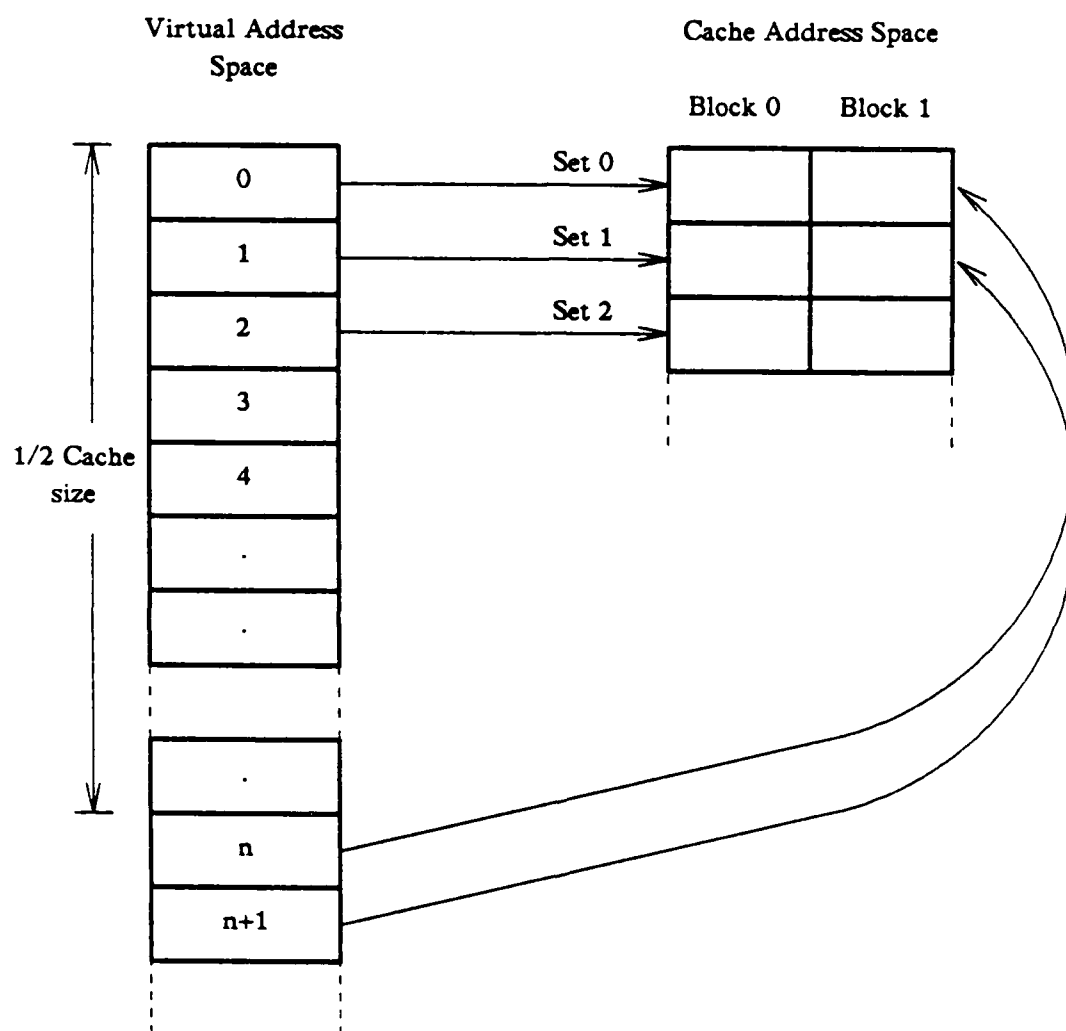 Virtual Address
Space
Cache Address Space
Block 0
Block 1
0
Set 0
1
Set 1
2
Set 2
3
1/2 Cache
size
4
.
.
.
n
n+1